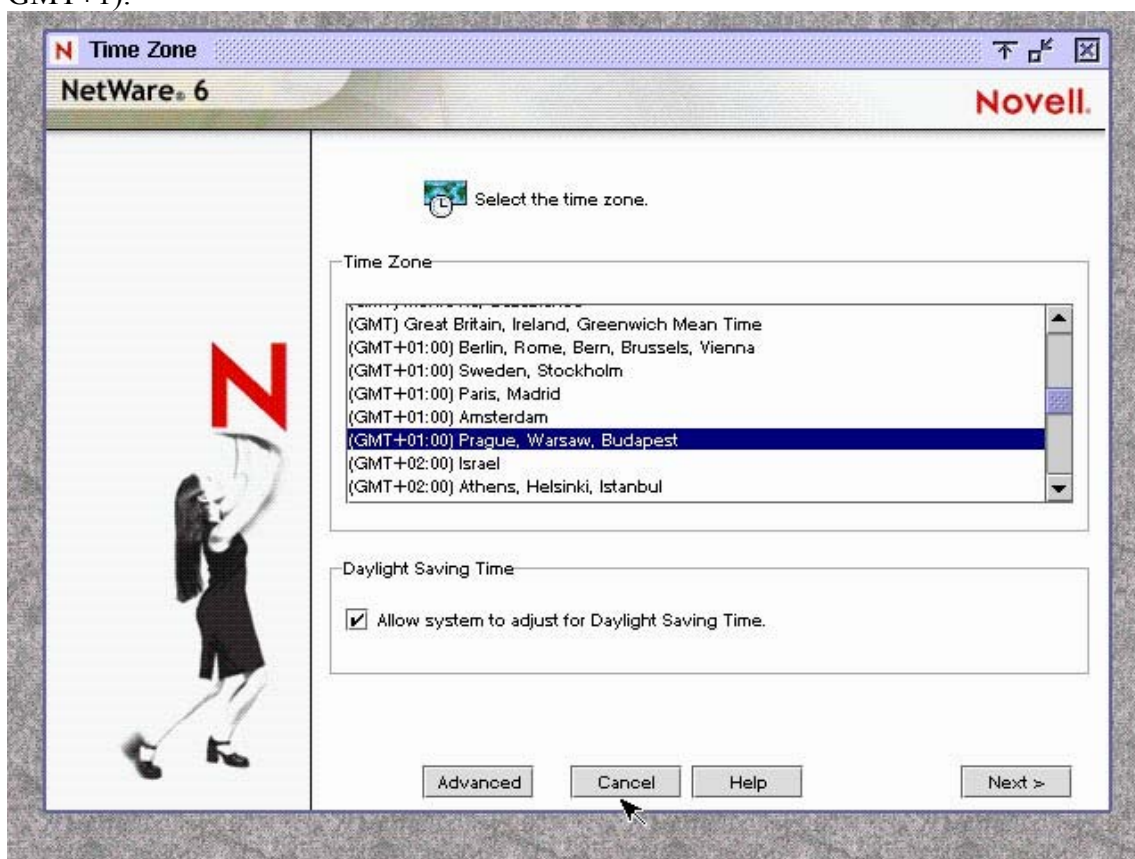 GMT+1).
N Time Zone
NetWare® 6
Novell.
Select the time zone.
Time Zone
(GMT) Great Britain, Ireland, Greenwich Mean Time
(GMT+01:00) Berlin, Rome, Bern, Brussels, Vienna
(GMT+01:00) Sweden, Stockholm
(GMT+01:00) Paris, Madrid
(GMT+01:00) Amsterdam
(GMT+01:00) Prague, Warsaw, Budapest
(GMT+02:00) Israel
(GMT+02:00) Athens, Helsinki, Istanbul
N
Daylight Saving Time
Allow system to adjust for Daylight Saving Time.
Advanced Cancel Help Next >